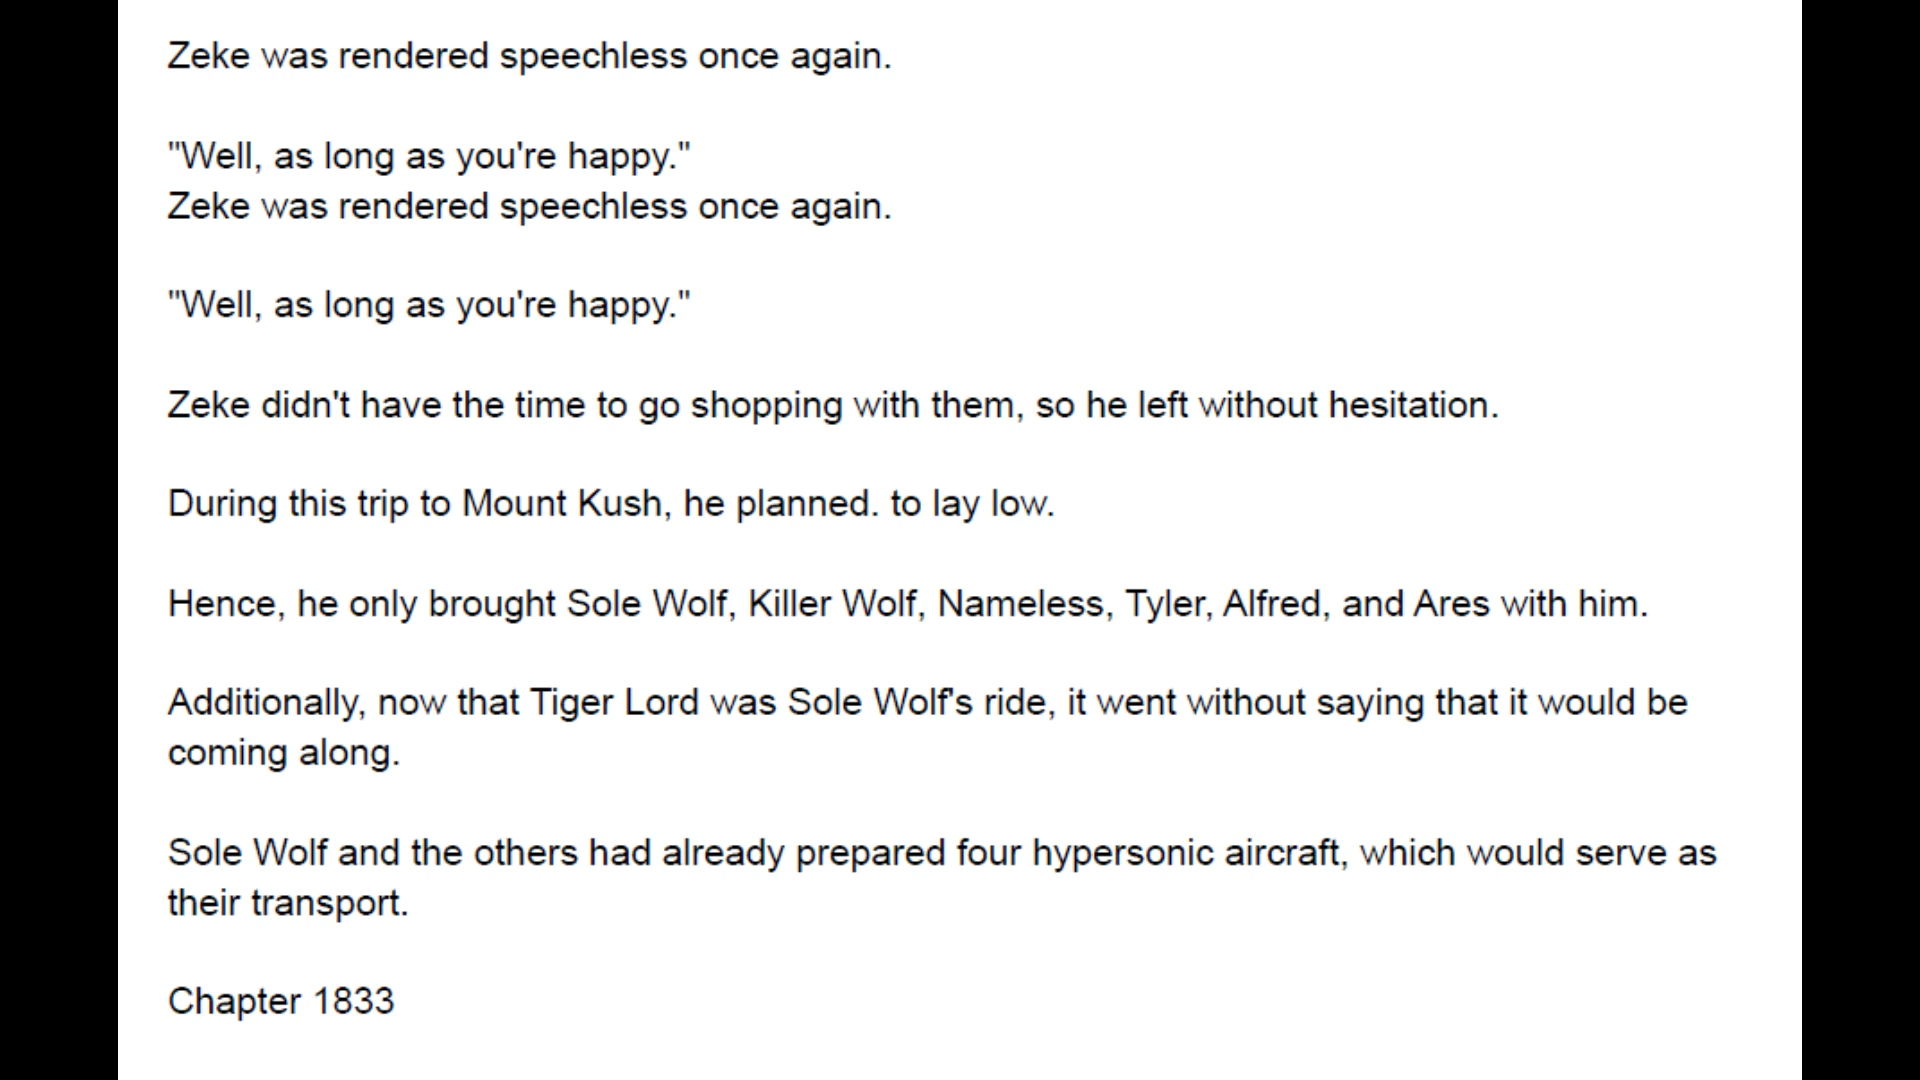 Zeke was rendered speechless once again.
"Well, as long as you're happy."
Zeke was rendered speechless once again.
"Well, as long as you're happy."
Zeke didn't have the time to go shopping with them, so he left without hesitation.
During this trip to Mount Kush, he planned. to lay low.
Hence, he only brought Sole Wolf, Killer Wolf, Nameless, Tyler, Alfred, and Ares with him.
Additionally, now that Tiger Lord was Sole Wolf's ride, it went without saying that it would be
coming along.
Sole Wolf and the others had already prepared four hypersonic aircraft, which would serve as
their transport.
Chapter 1833